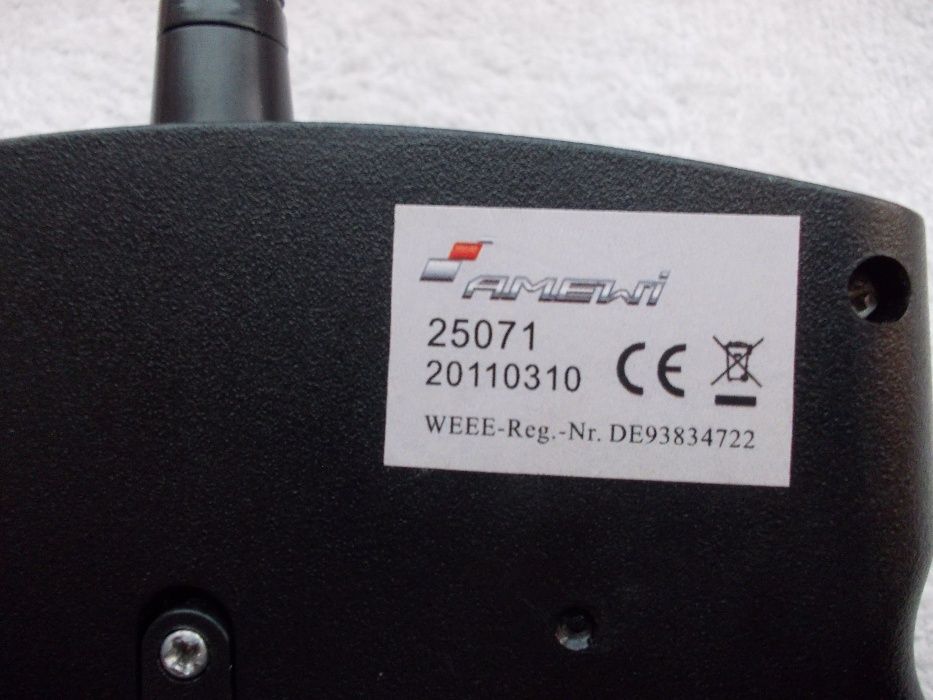 AMEWi
25071
20110310 CE
WEEE-Reg.-Nr. DE93834722